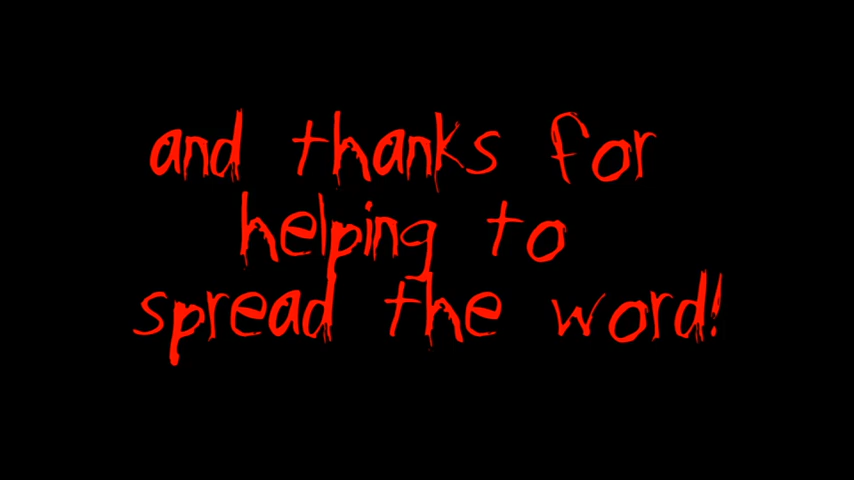 and thanks for
helping to
spread the word!